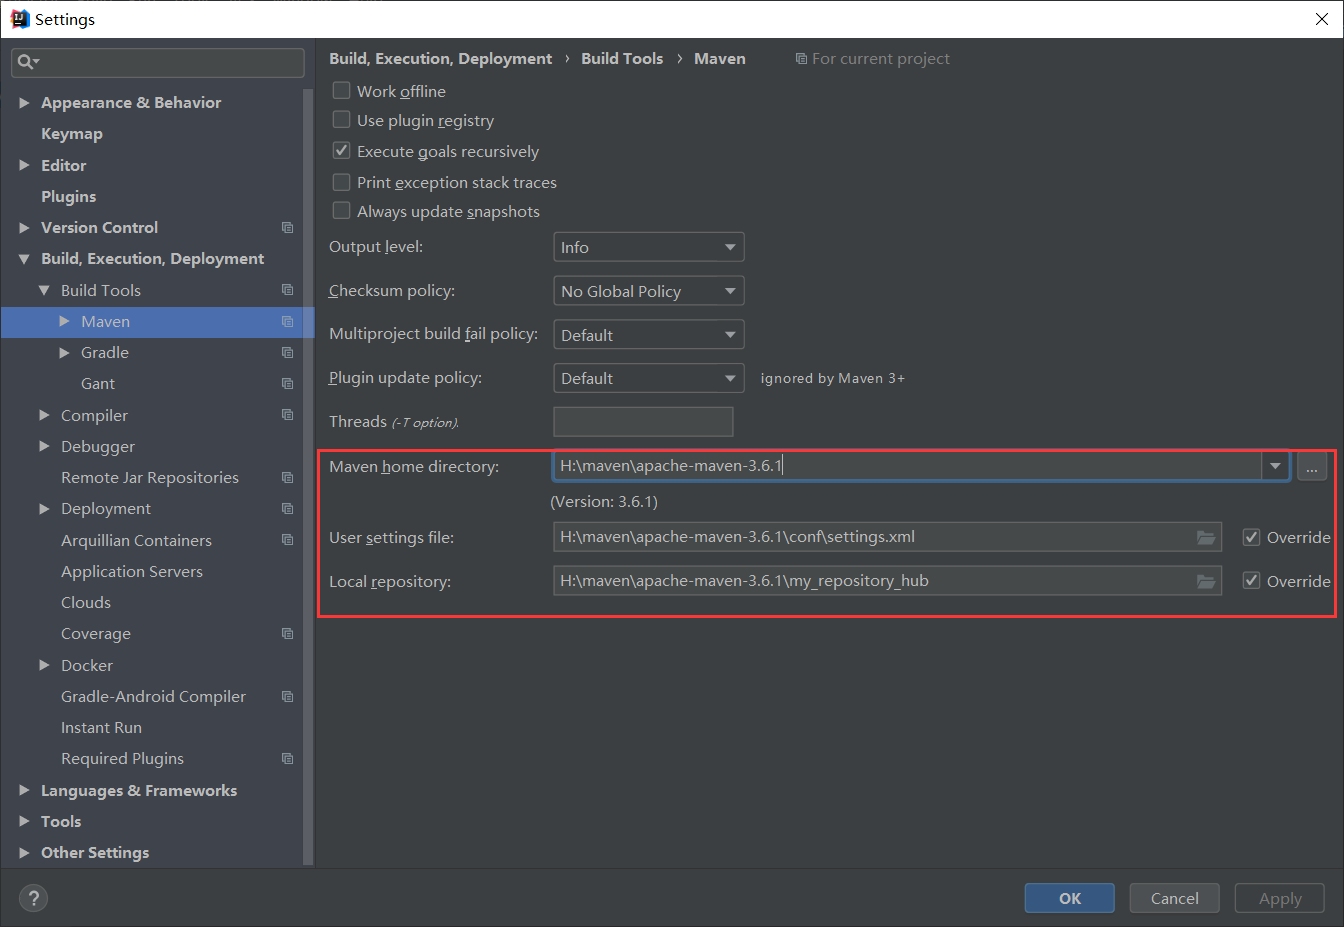 Settings
Appearance & Behavior
Keymap
Editor
Plugins
Version Control
Build, Execution, Deployment
Build Tools
Maven
Gradle
Gant
Compiler
Debugger
Remote Jar Repositories
Deployment
Arquillian Containers
Application Servers
Clouds
Coverage
Docker
Gradle-Android Compiler
Instant Run
Required Plugins
Languages & Frameworks
Tools
Other Settings
Build, Execution, Deployment › Build Tools › Maven For current project
Work offline
Use plugin registry
Execute goals recursively
Print exception stack traces
Always update snapshots
Output level: Info
Checksum policy: No Global Policy
Multiproject build fail policy: Default
Plugin update policy: Default ignored by Maven 3+
Threads (-T option).
Maven home directory: H:\maven\apache-maven-3.6.1 ...
(Version: 3.6.1)
User settings file: H:\maven\apache-maven-3.6.1\conf\settings.xml Override
Local repository: H:\maven\apache-maven-3.6.1\my_repository_hub Override
? OK Cancel Apply